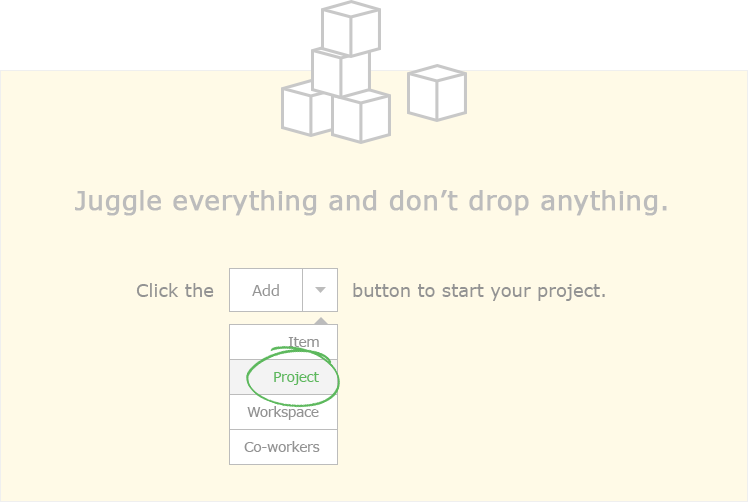 Juggle everything and don’t drop anything.
Click the Add button to start your project.
Item
Project
Workspace
Co-workers